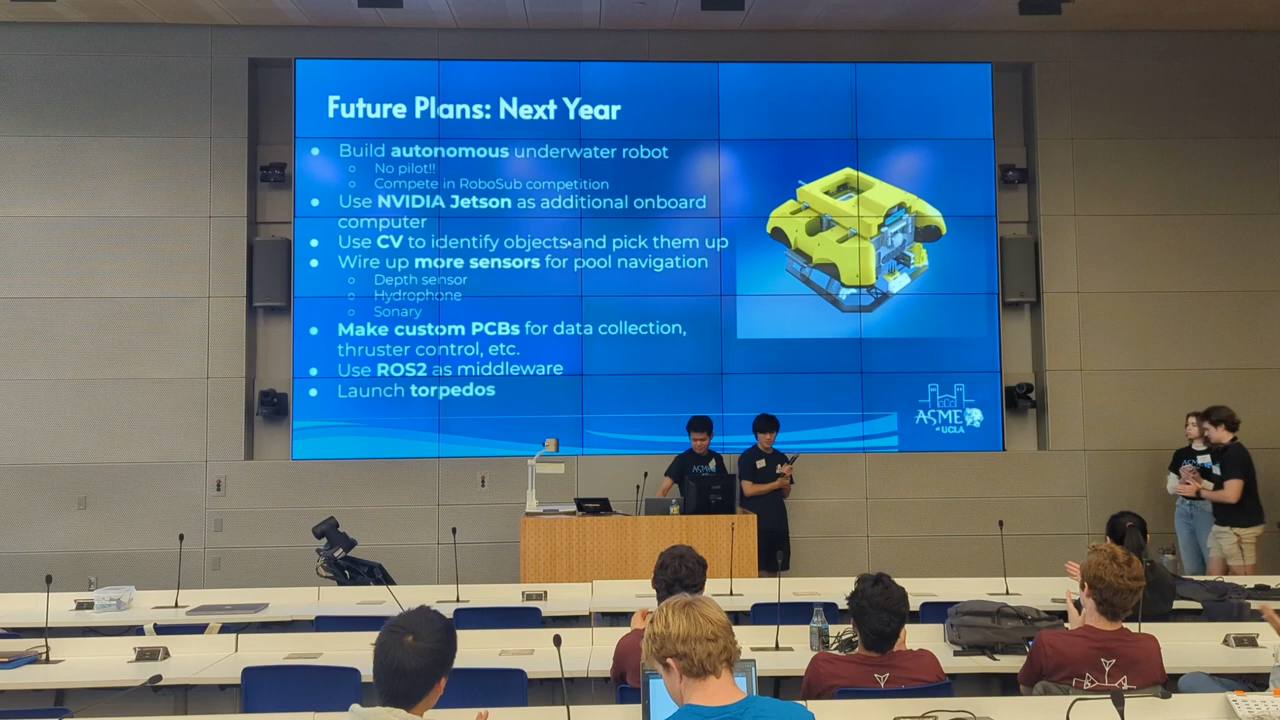 Future Plans: Next Year
● Build autonomous underwater robot
○ No pilot!!
○ Compete in RoboSub competition
● Use NVIDIA Jetson as additional onboard
computer
● Use CV to identify objects and pick them up
● Wire up more sensors for pool navigation
○ Depth sensor
○ Hydrophone
○ Sonary
● Make custom PCBs for data collection,
thruster control, etc.
● Use ROS2 as middleware
● Launch torpedos
ASME
at UCLA
ASME